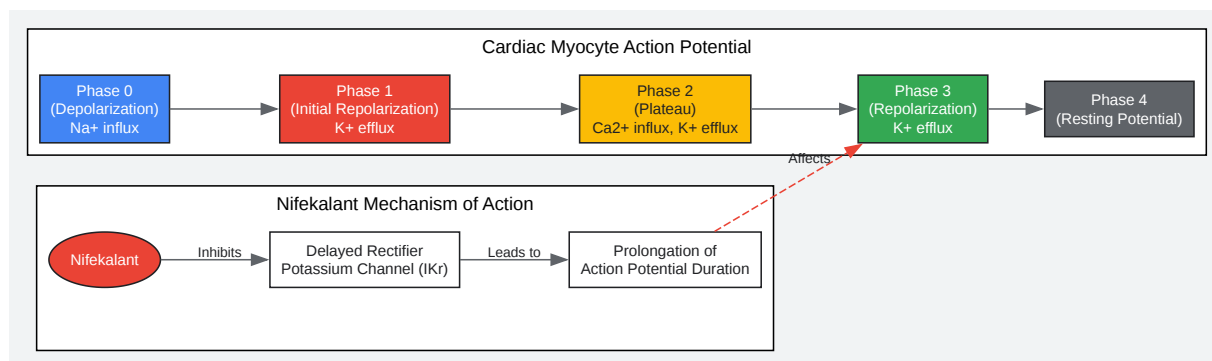 Cardiac Myocyte Action Potential
Phase 0
(Depolarization)
Na+ influx
Phase 1
(Initial Repolarization)
K+ efflux
Phase 2
(Plateau)
Ca2+ influx, K+ efflux
Phase 3
(Repolarization)
K+ efflux
Phase 4
(Resting Potential)
Affects
Nifekalant Mechanism of Action
Nifekalant
Inhibits
Delayed Rectifier
Potassium Channel (IKr)
Leads to
Prolongation of
Action Potential Duration